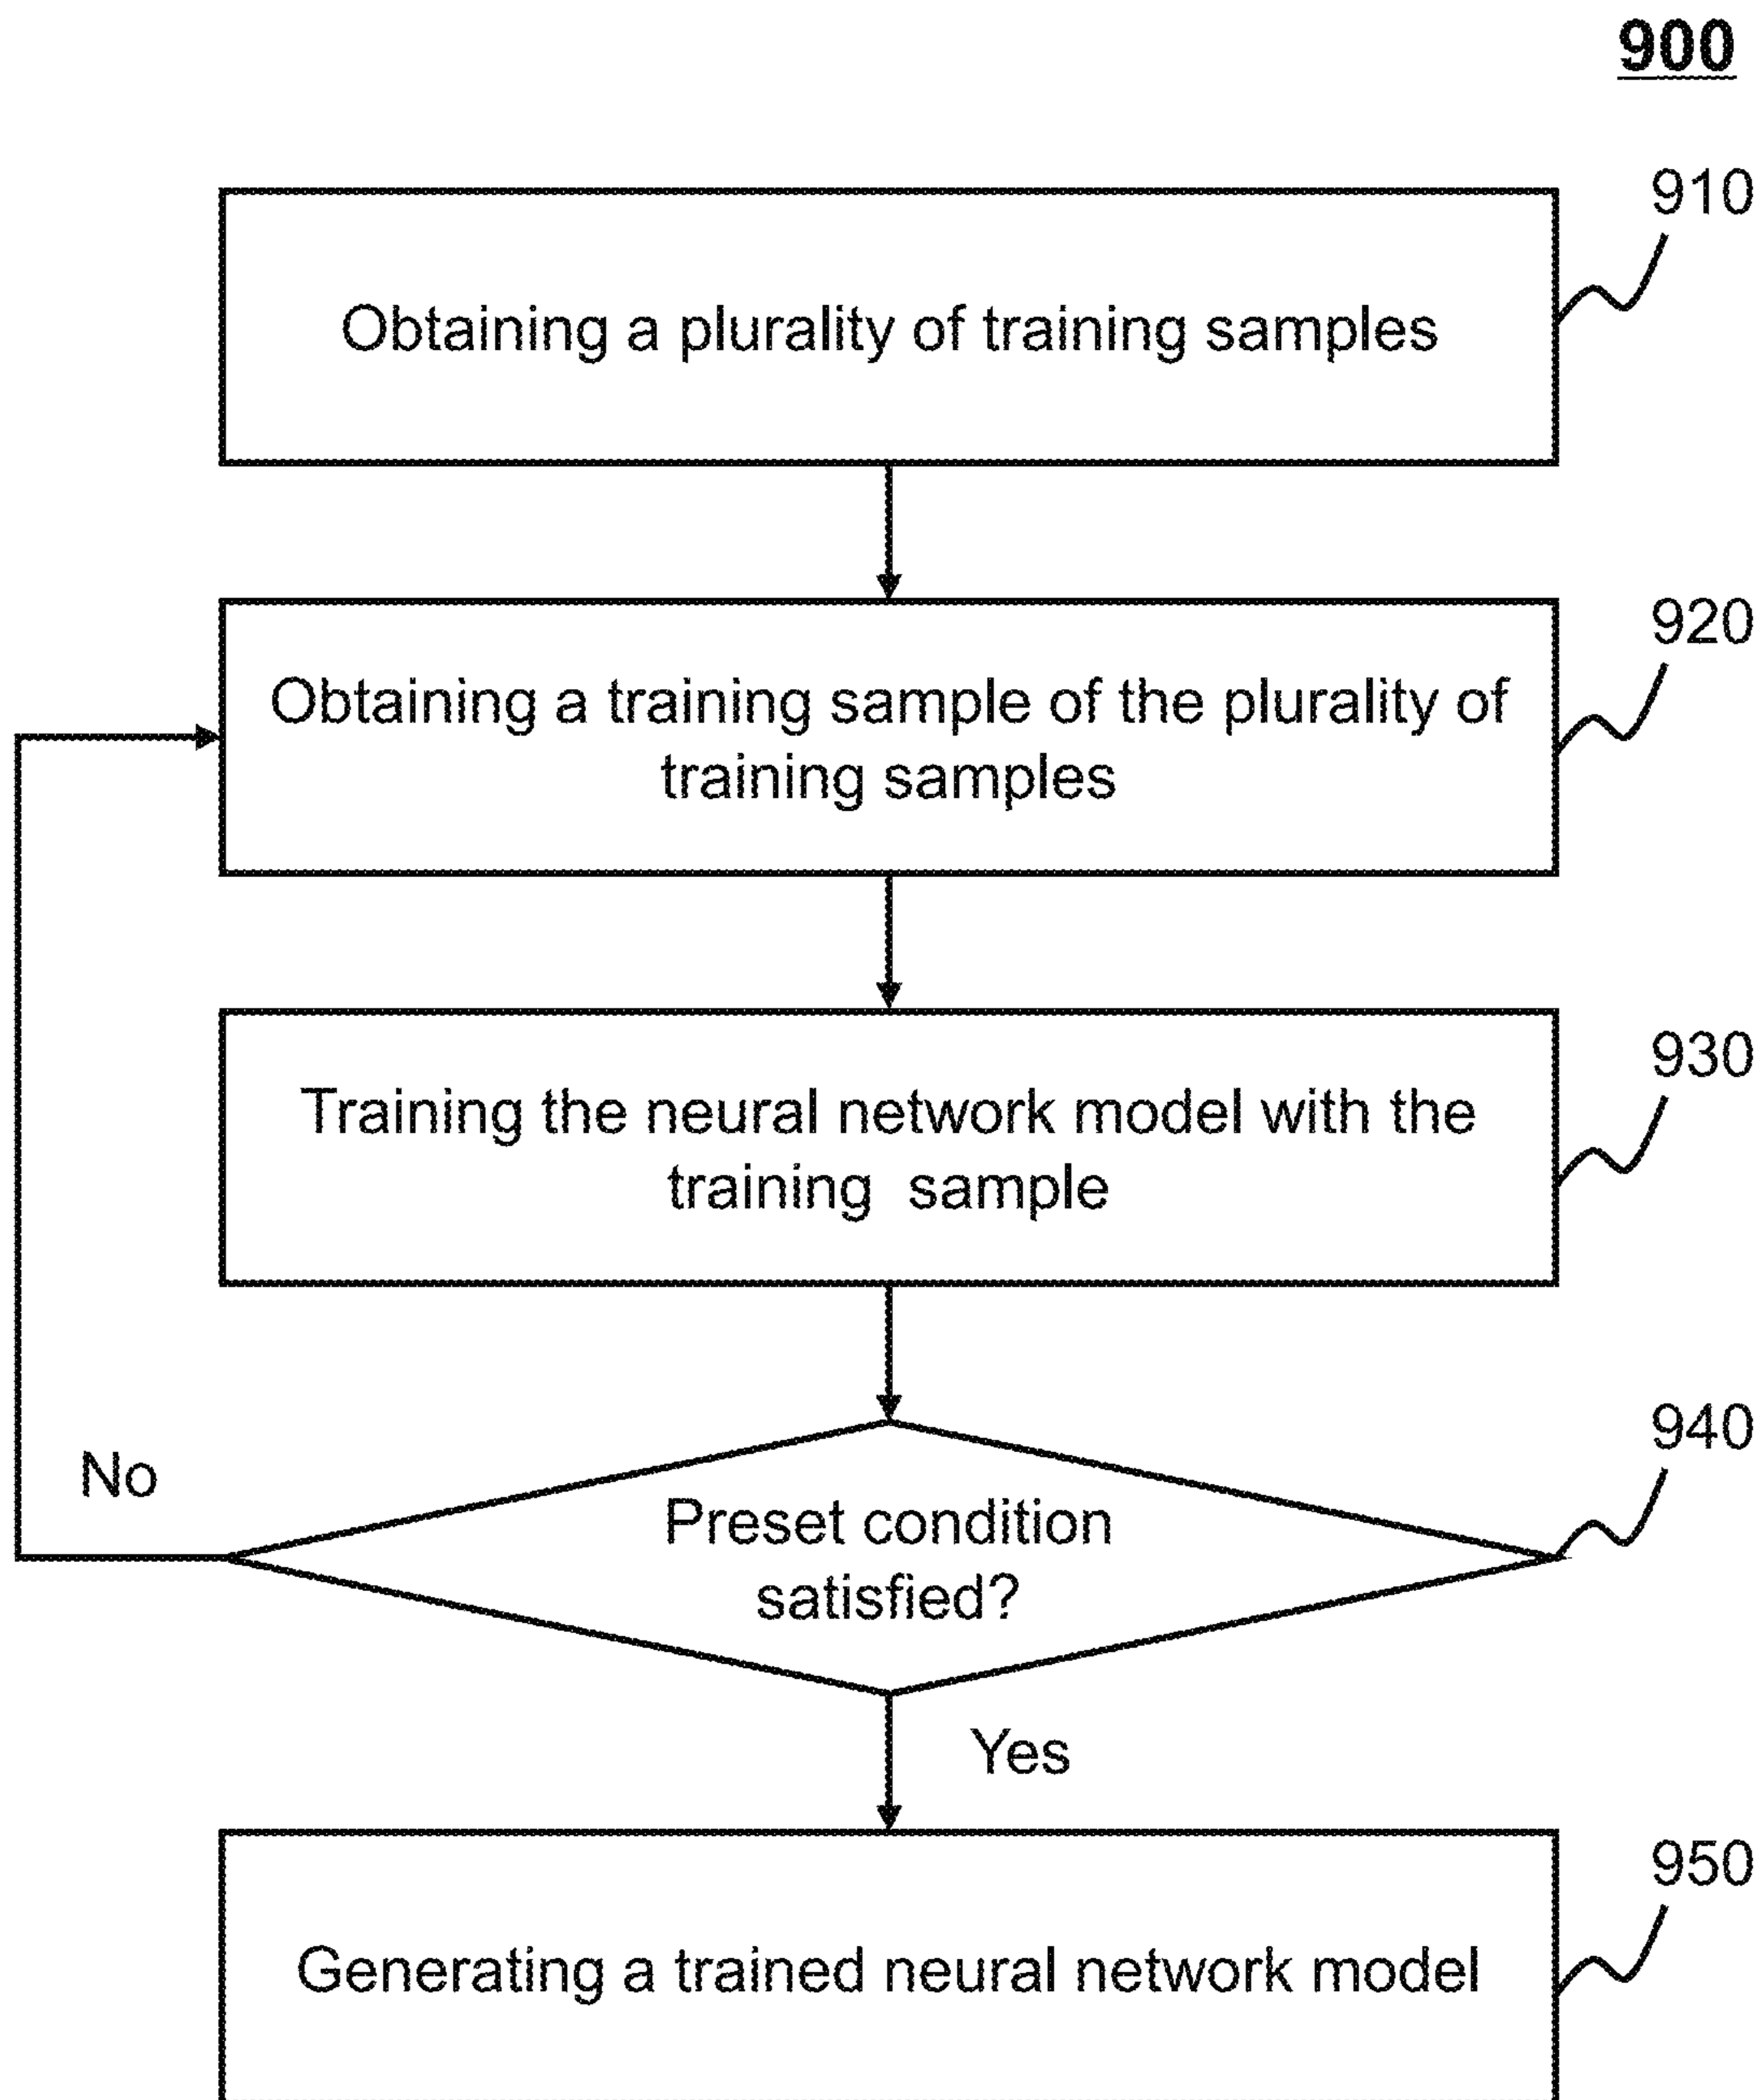 900
910
Obtaining a plurality of training samples
920
Obtaining a training sample of the plurality of
training samples
930
Training the neural network model with the
training sample
940
No
Preset condition
satisfied?
Yes
950
Generating a trained neural network model